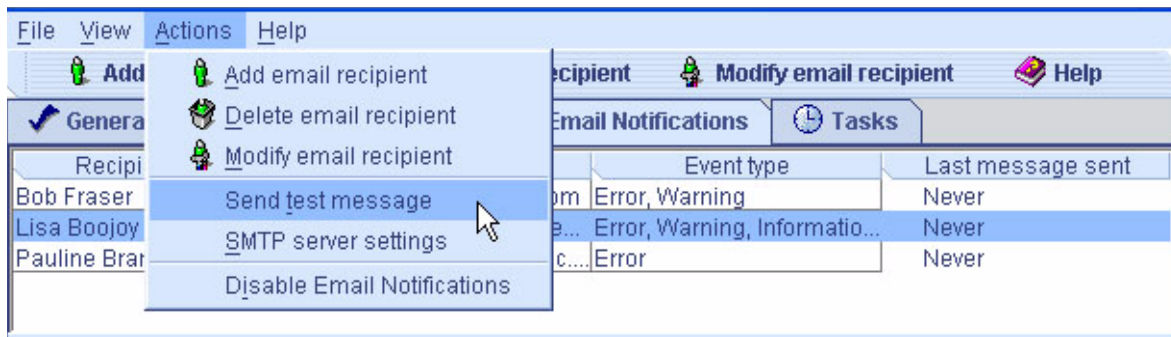 File View Actions Help
Add ecipient Modify email recipient Help
Add email recipient
Delete email recipient
Modify email recipient
Send test message
SMTP server settings
Disable Email Notifications
Genera Email Notifications Tasks
Recipi Event type Last message sent
Bob Fraser om Error, Warning Never
Lisa Boojoy e... Error, Warning, Informatio... Never
Pauline Brar c.... Error Never